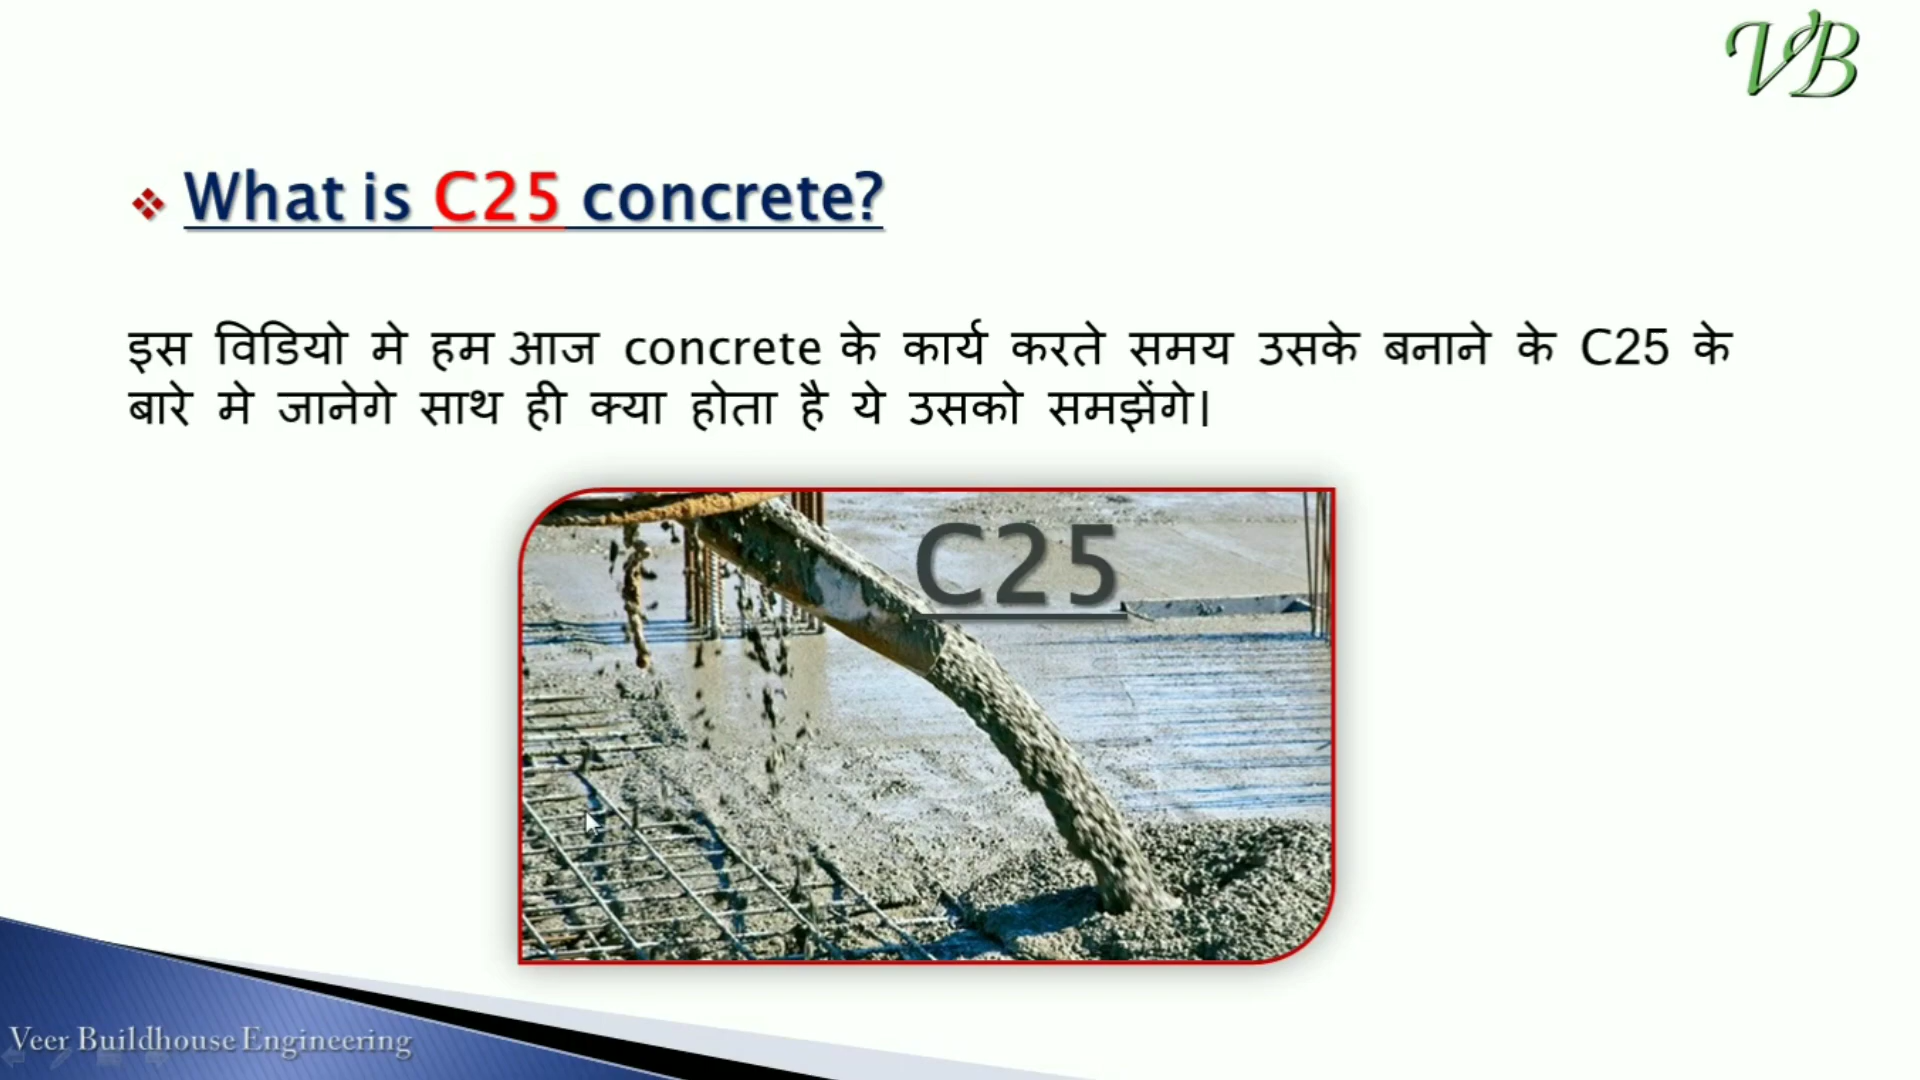 VB
What is C25 concrete?
इस विडियो मे हम आज concrete के कार्य करते समय उसके बनाने के C25 के
बारे मे जानेगे साथ ही क्या होता है ये उसको समझेंगे।
C25
Veer Buildhouse Engineering